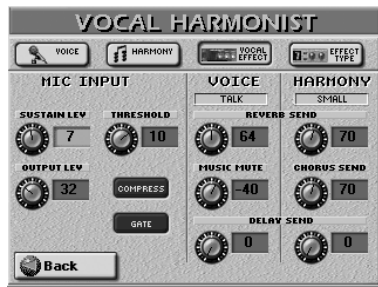 VOCAL HARMONIST
VOICE
HARMONY
VOCAL EFFECT
EFFECT TYPE
MIC INPUT
VOICE
HARMONY
TALK
SMALL
SUSTAIN LEV
THRESHOLD
REVERB SEND
7
10
64
70
OUTPUT LEV
MUSIC MUTE
CHORUS SEND
32
COMPRESS
-40
70
GATE
DELAY SEND
0
0
Back